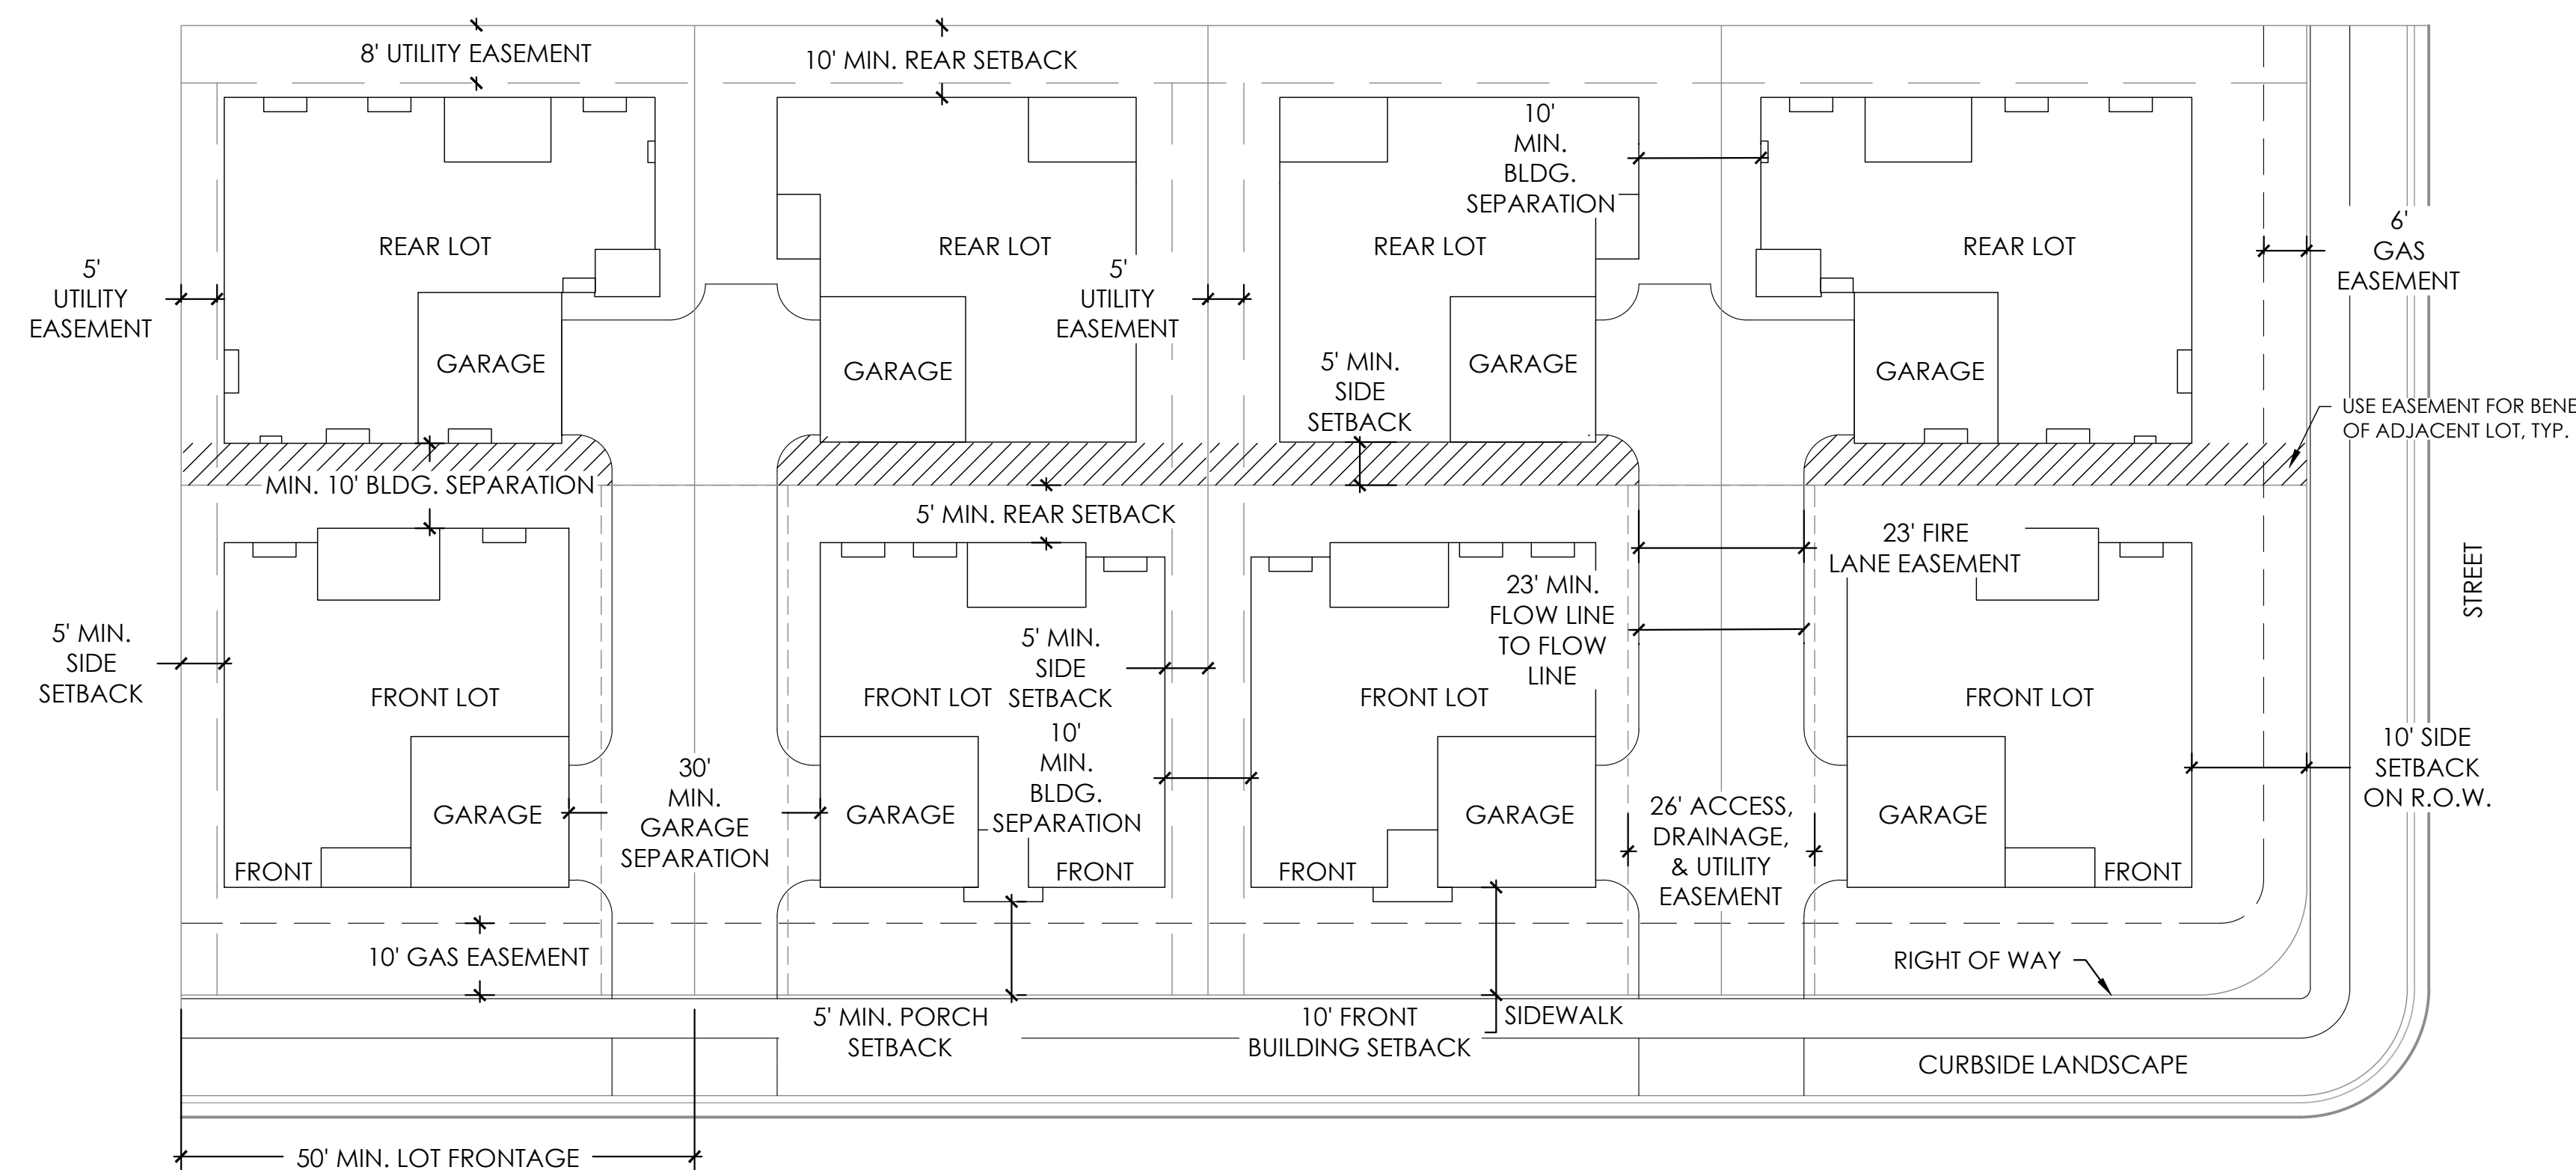 8' UTILITY EASEMENT
10' MIN. REAR SETBACK
10'
MIN.
BLDG.
SEPARATION
REAR LOT
REAR LOT
REAR LOT
REAR LOT
5'
UTILITY
EASEMENT
5'
UTILITY
EASEMENT
6'
GAS
EASEMENT
GARAGE
GARAGE
5' MIN.
SIDE
SETBACK
GARAGE
GARAGE
USE EASEMENT FOR BENE
OF ADJACENT LOT, TYP.
MIN. 10' BLDG. SEPARATION
5' MIN. REAR SETBACK
23' FIRE
LANE EASEMENT
STREET
23' MIN.
FLOW LINE
TO FLOW
LINE
5' MIN.
SIDE
SETBACK
5' MIN.
SIDE
SETBACK
FRONT LOT
FRONT LOT
FRONT LOT
FRONT LOT
10'
MIN.
BLDG.
SEPARATION
10' SIDE
SETBACK
ON R.O.W.
30'
MIN.
GARAGE
SEPARATION
26' ACCESS,
DRAINAGE,
& UTILITY
EASEMENT
GARAGE
GARAGE
GARAGE
GARAGE
FRONT
FRONT
FRONT
FRONT
10' GAS EASEMENT
RIGHT OF WAY
5' MIN. PORCH
SETBACK
10' FRONT
BUILDING SETBACK
SIDEWALK
CURBSIDE LANDSCAPE
50' MIN. LOT FRONTAGE